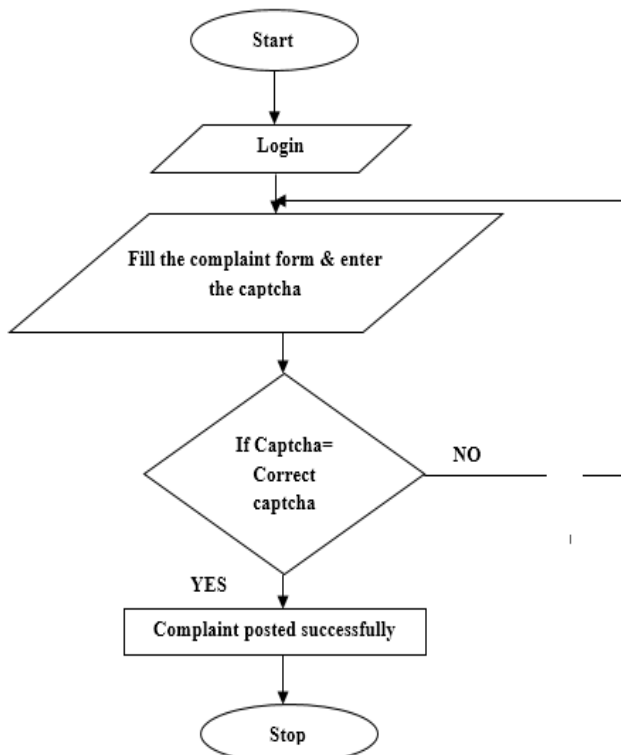 Start
Login
Fill the complaint form & enter
the captcha
If Captcha=
Correct
captcha
NO
YES
Complaint posted successfully
Stop